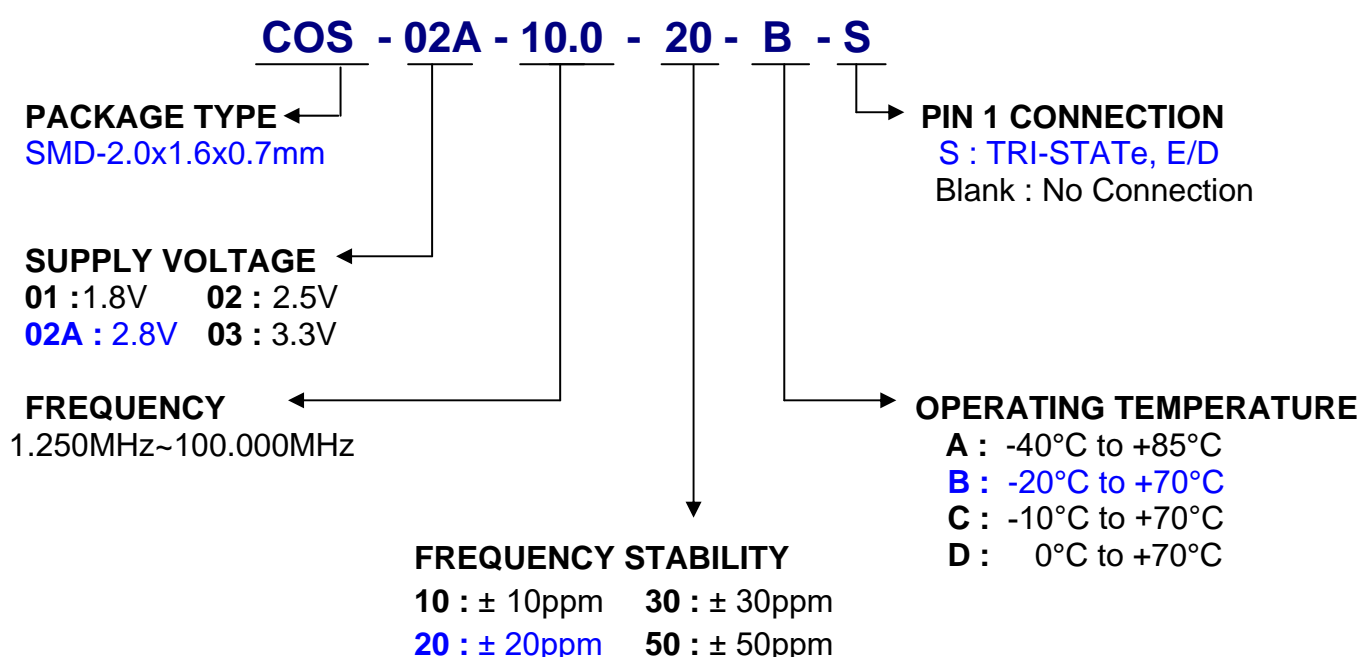 COS - 02A - 10.0 - 20 - B - S
PACKAGE TYPE
SMD-2.0x1.6x0.7mm
PIN 1 CONNECTION
S : TRI-STATe, E/D
Blank : No Connection
SUPPLY VOLTAGE
01 :1.8V 02 : 2.5V
02A : 2.8V 03 : 3.3V
FREQUENCY
1.250MHz~100.000MHz
OPERATING TEMPERATURE
A : -40°C to +85°C
B : -20°C to +70°C
C : -10°C to +70°C
D : 0°C to +70°C
FREQUENCY STABILITY
10 : ± 10ppm 30 : ± 30ppm
20 : ± 20ppm 50 : ± 50ppm